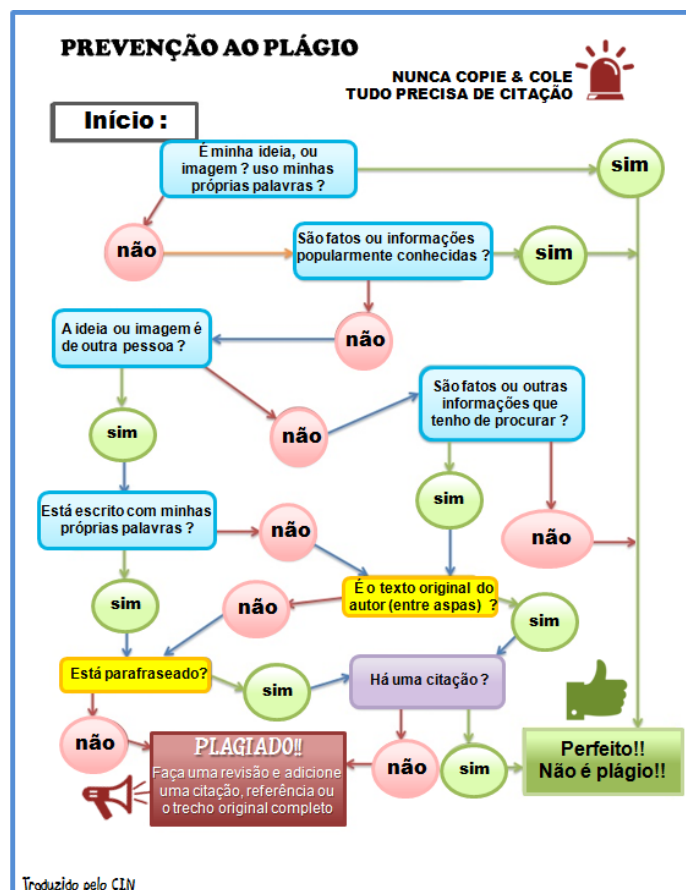 PREVENÇÃO AO PLÁGIO
NUNCA COPIE & COLE
TUDO PRECISA DE CITAÇÃO
Início :
É minha ideia, ou
imagem ? uso minhas
próprias palavras ?
sim
não
São fatos ou informações
popularmente conhecidas ?
sim
não
A ideia ou imagem é
de outra pessoa ?
sim
não
São fatos ou outras
informações que
tenho de procurar ?
sim
não
Está escrito com minhas
próprias palavras ?
não
sim
É o texto original do
autor (entre aspas) ?
não
sim
Está parafraseado?
sim
não
Há uma citação ?
não
sim
PLAGIADO!!
Faça uma revisão e adicione
uma citação, referência ou
o trecho original completo
Perfeito!!
Não é plágio!!
Traduzido pelo CIN